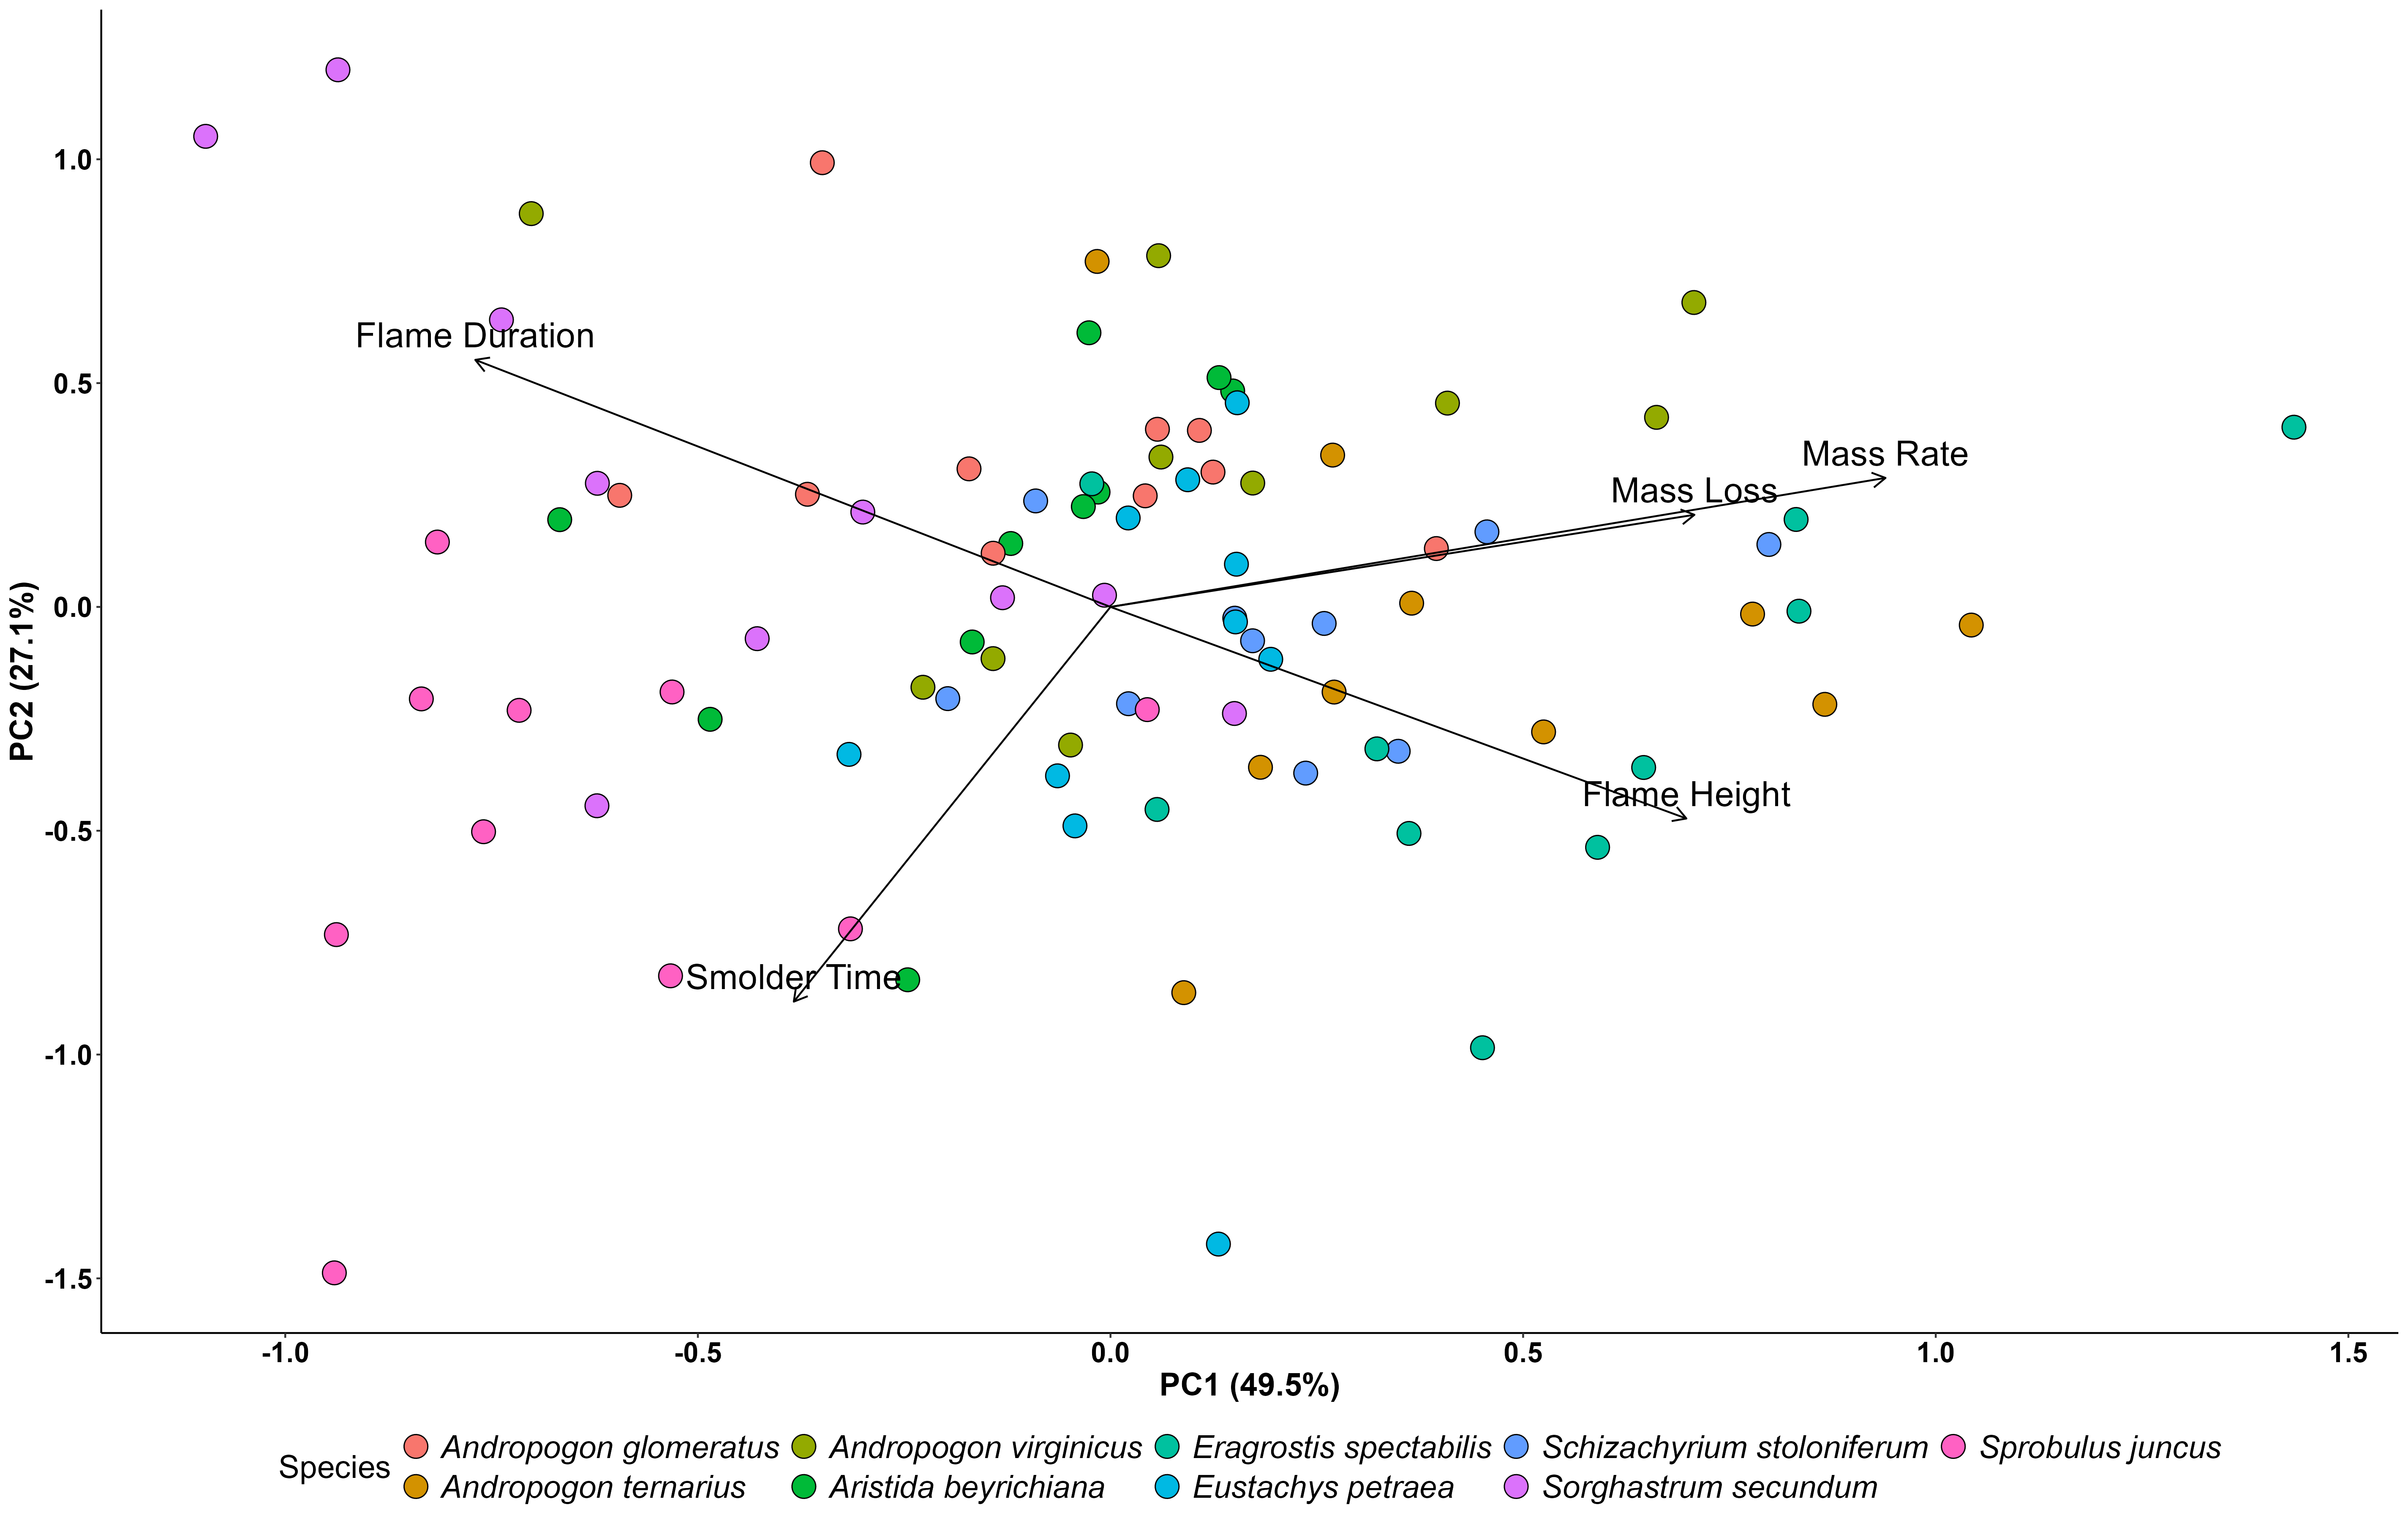 1.0
0.5
0.0
-0.5
-1.0
-1.5
PC2 (27.1%)
Flame Duration
Mass Rate
Mass Loss
Flame Height
Smolder Time
-1.0 -0.5 0.0 0.5 1.0 1.5
PC1 (49.5%)
Species
Andropogon glomeratus Andropogon virginicus Eragrostis spectabilis Schizachyrium stoloniferum Sprobulus juncus
Andropogon ternarius Aristida beyrichiana Eustachys petraea Sorghastrum secundum